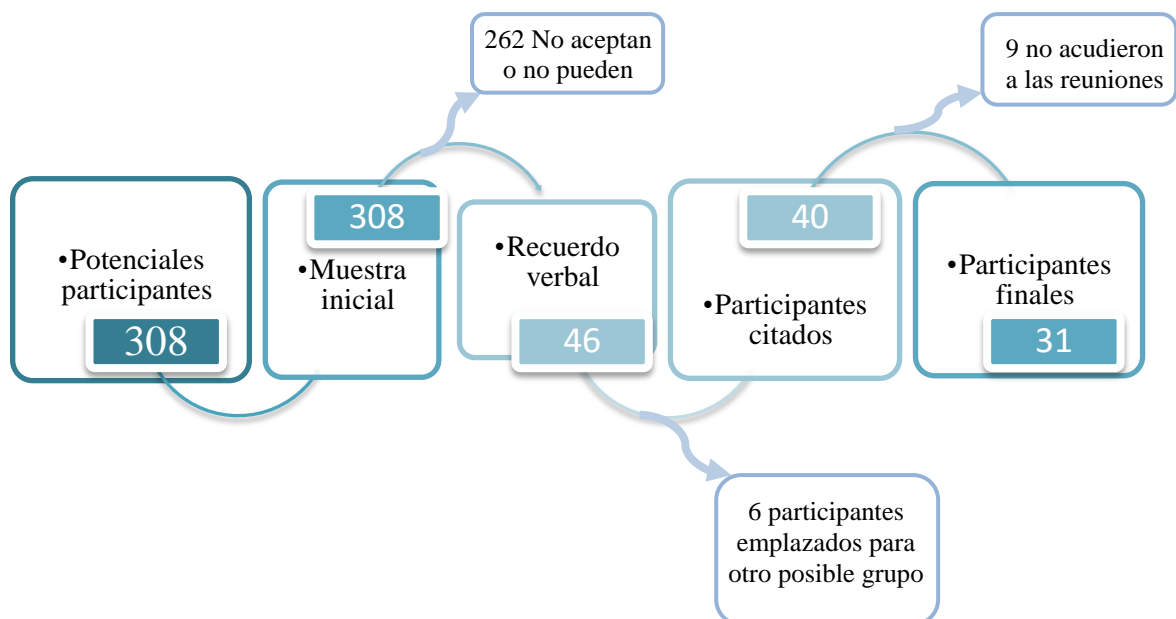 262 No aceptan
o no pueden
9 no acudieron
a las reuniones
•Potenciales
participantes
308
308
•Muestra
inicial
•Recuerdo
verbal
46
40
•Participantes
citados
•Participantes
finales
31
6 participantes
emplazados para
otro posible grupo